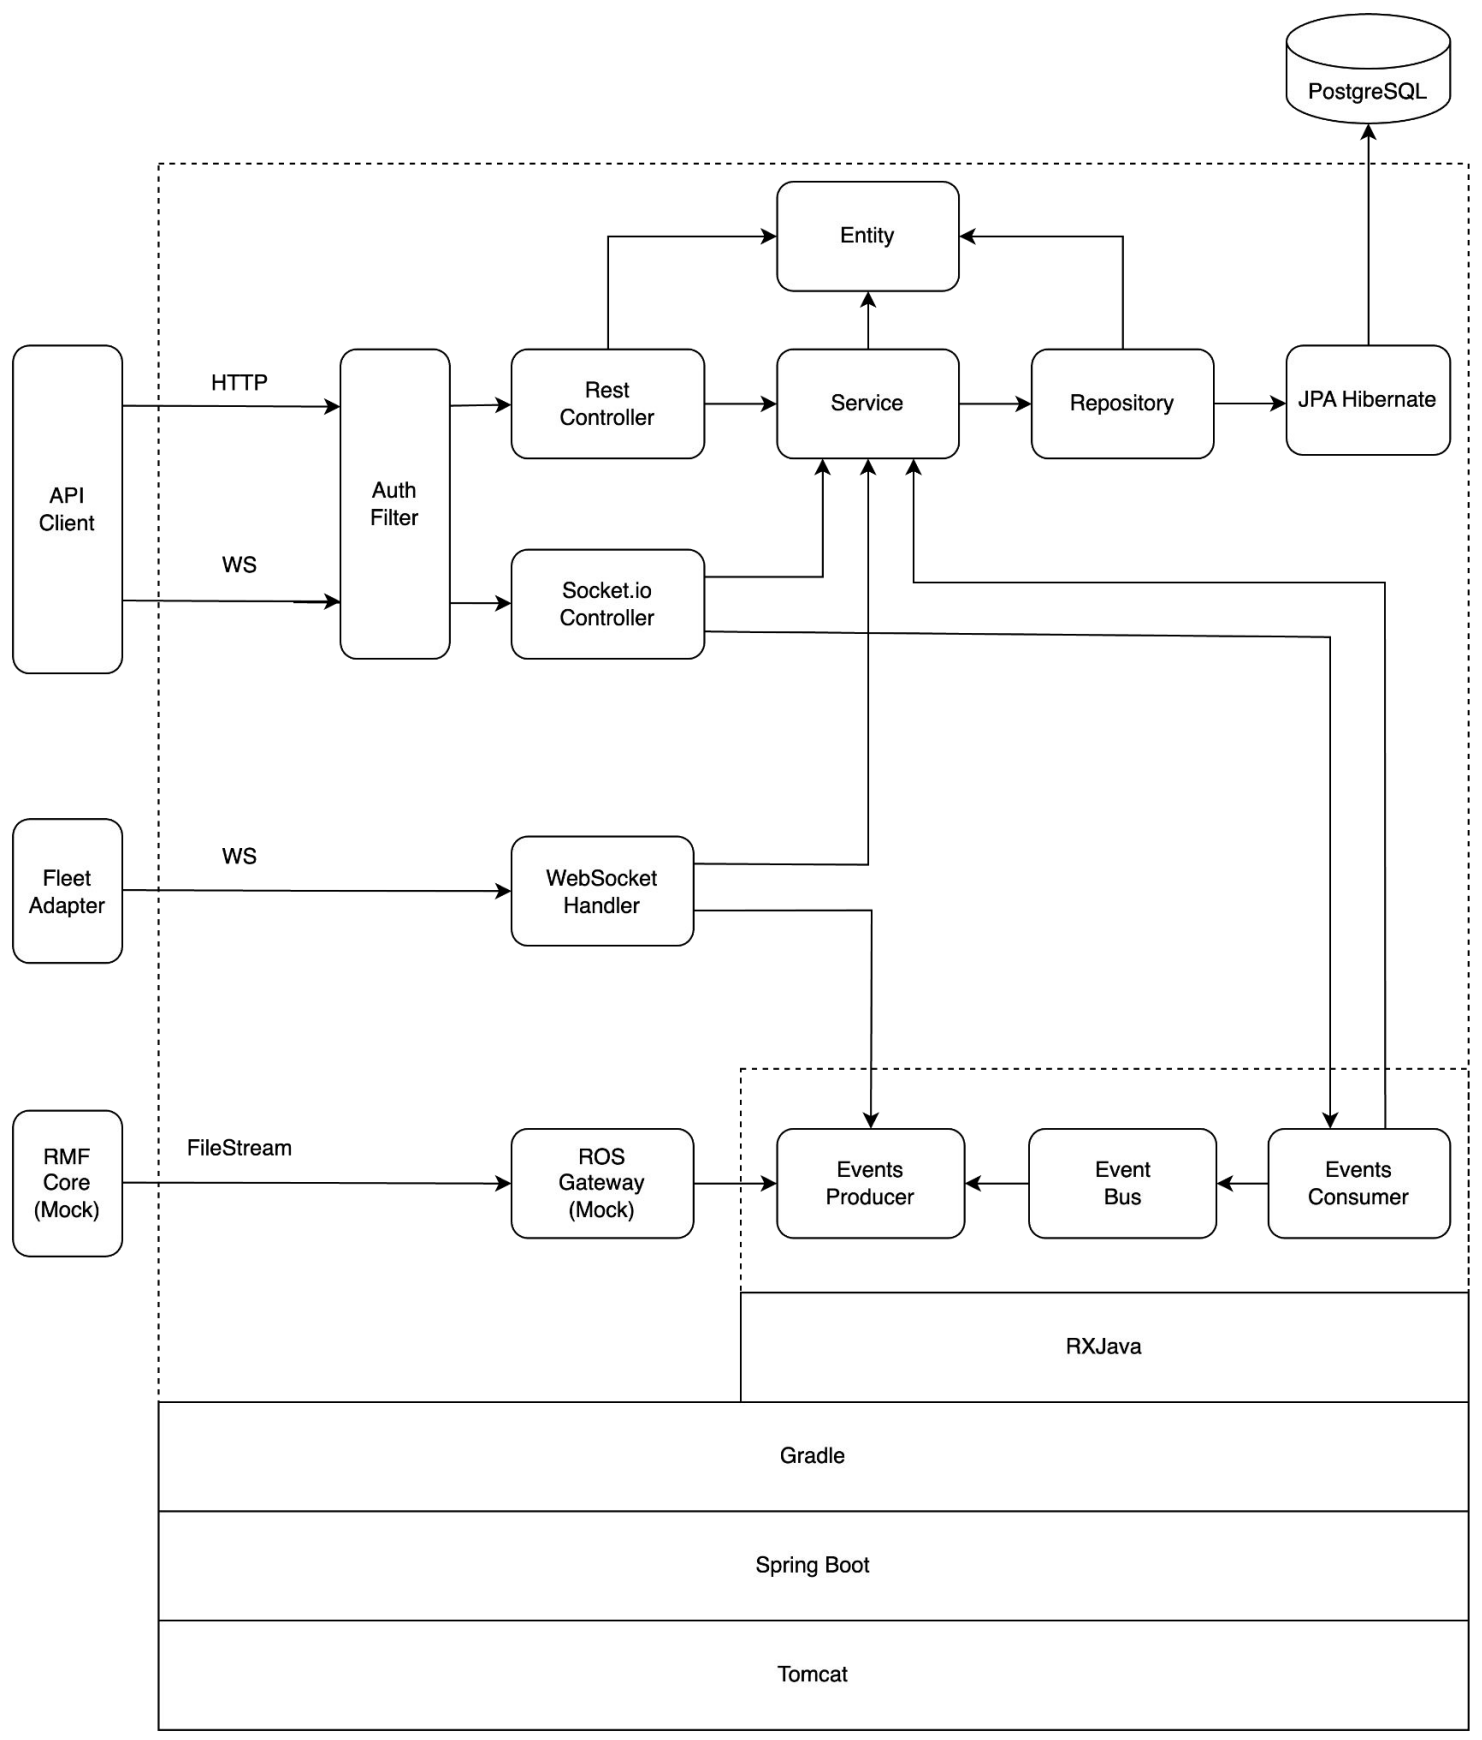 PostgreSQL
Entity
HTTP
Rest
Controller
Service
Repository
JPA Hibernate
API
Client
Auth
Filter
WS
Socket.io
Controller
WS
Fleet
Adapter
WebSocket
Handler
FileStream
RMF
Core
(Mock)
ROS
Gateway
(Mock)
Events
Producer
Event
Bus
Events
Consumer
RXJava
Gradle
Spring Boot
Tomcat